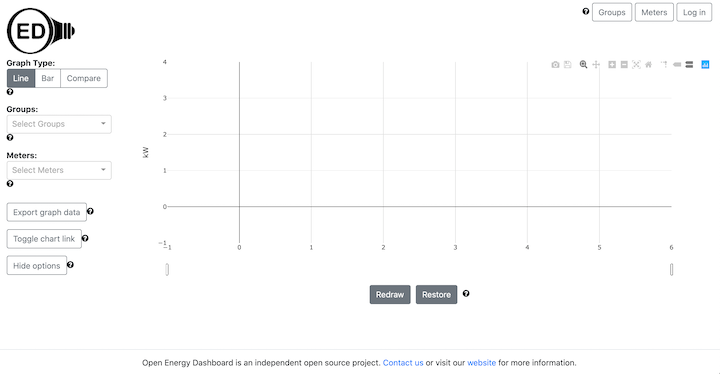 ED
Groups Meters Log in
Graph Type:
Line Bar Compare
Groups:
Select Groups
Meters:
Select Meters
Export graph data
Toggle chart link
Hide options
kW
4
3
2
1
0
−1
−1 0 1 2 3 4 5 6
Redraw Restore
Open Energy Dashboard is an independent open source project. Contact us or visit our website for more information.